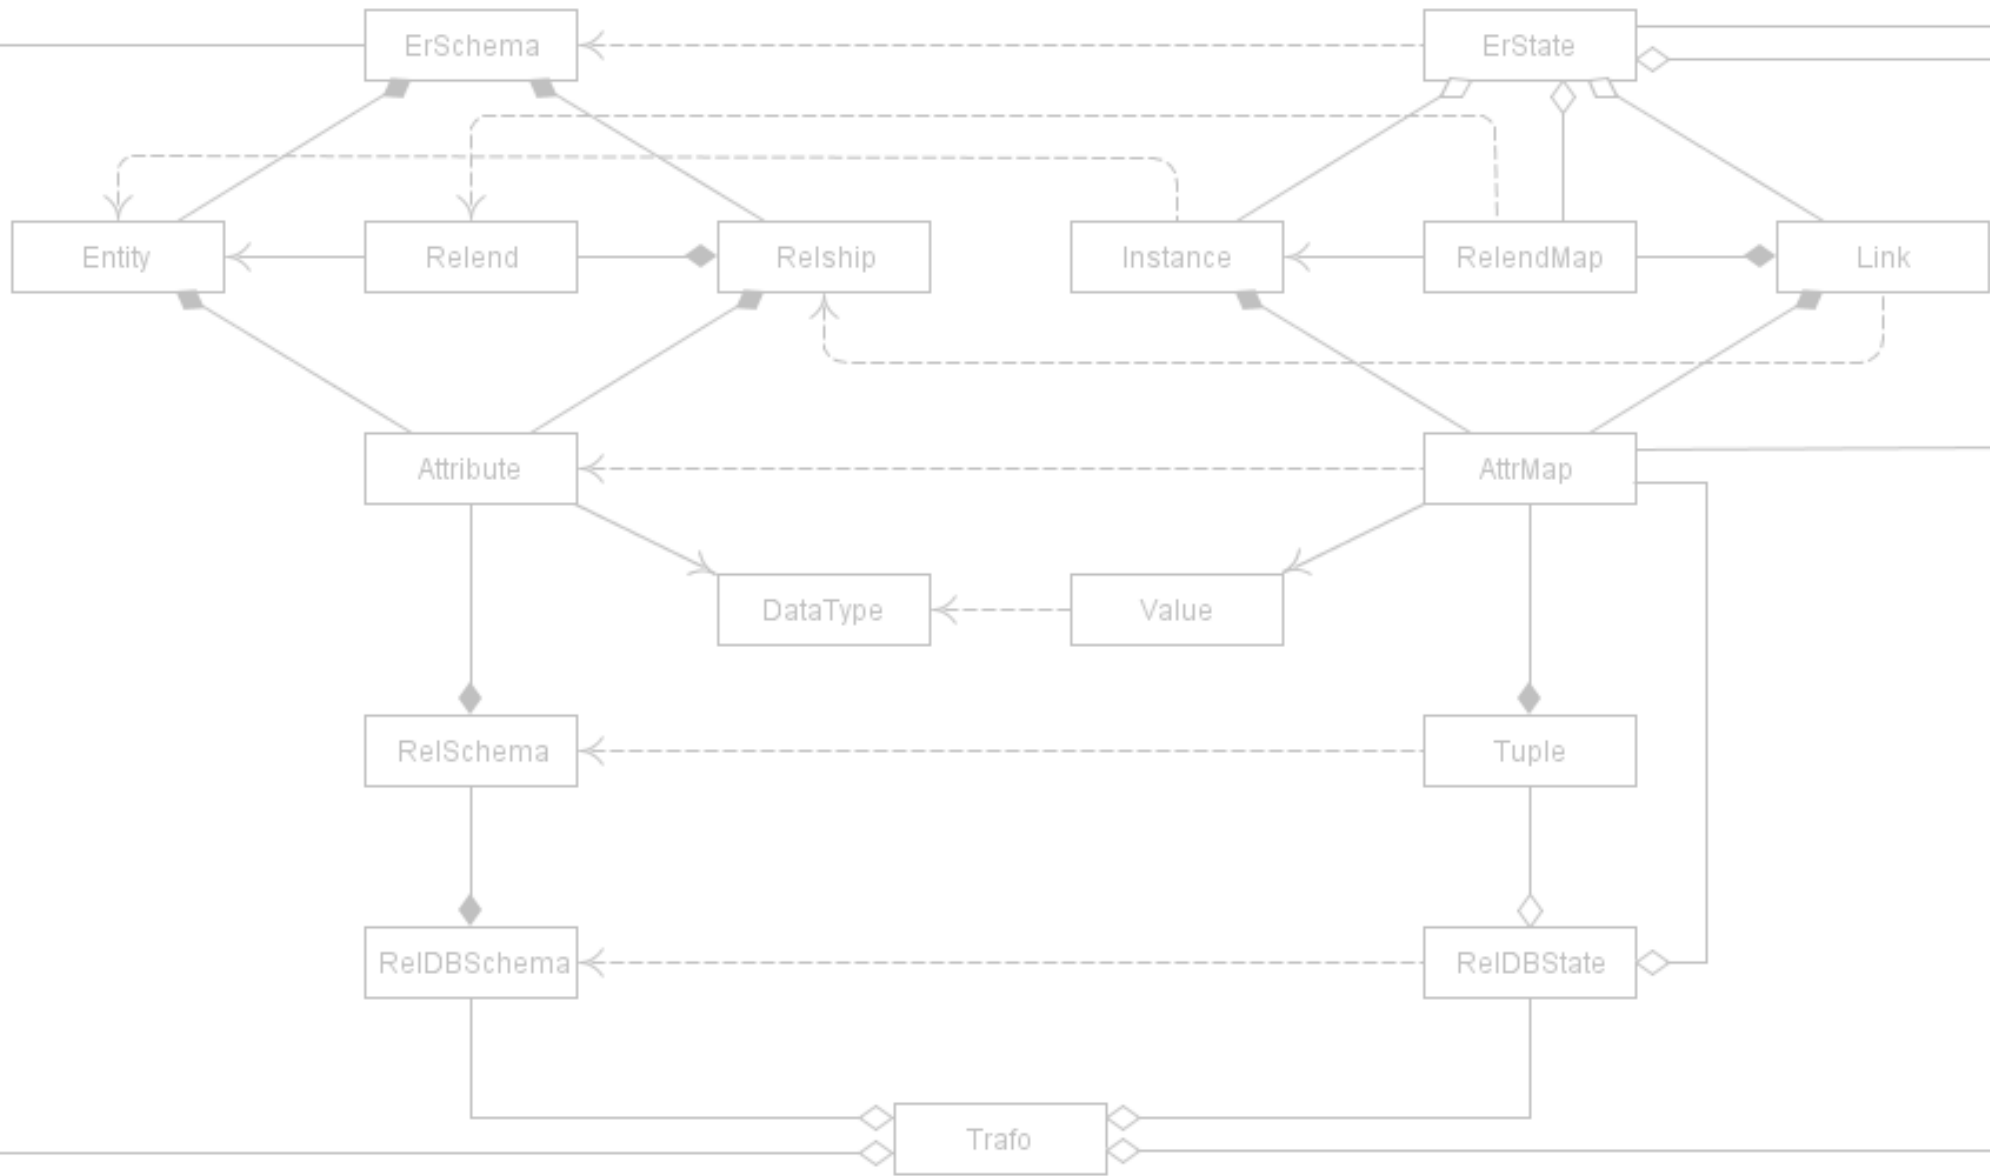 ErSchema
ErState
Entity
Relend
Relship
Instance
RelendMap
Link
Attribute
AttrMap
DataType
Value
RelSchema
Tuple
RelDBSchema
RelDBState
Trafo